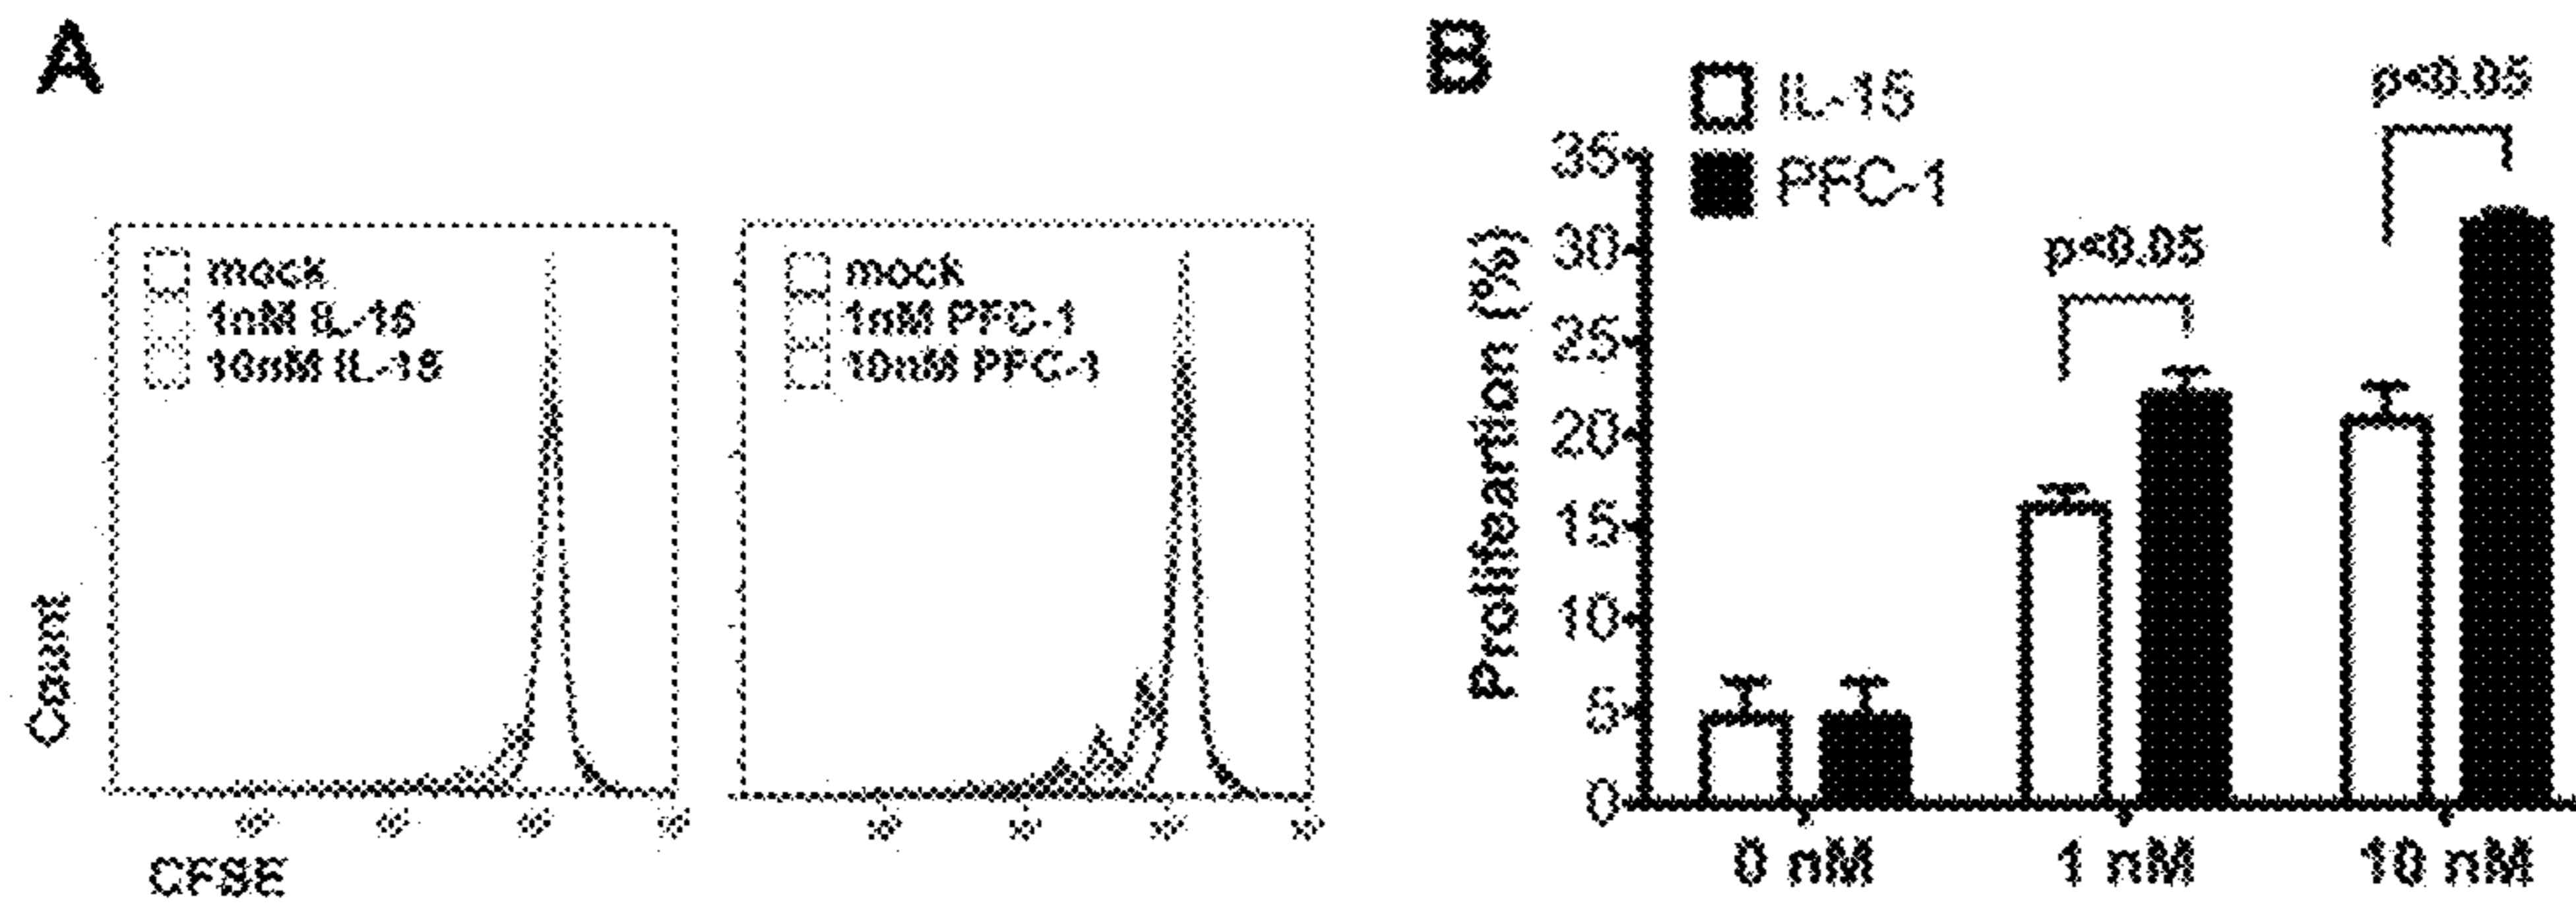 A
mock
1nM IL-15
10nM IL-15
mock
1nM PFC-1
10nM PFC-1
Count
CFSE
B
IL-15
PFC-1
p<0.05
p<0.05
Prolifeartion (%)
35
30
25
20
15
10
5
0
0 nM
1 nM
10 nM